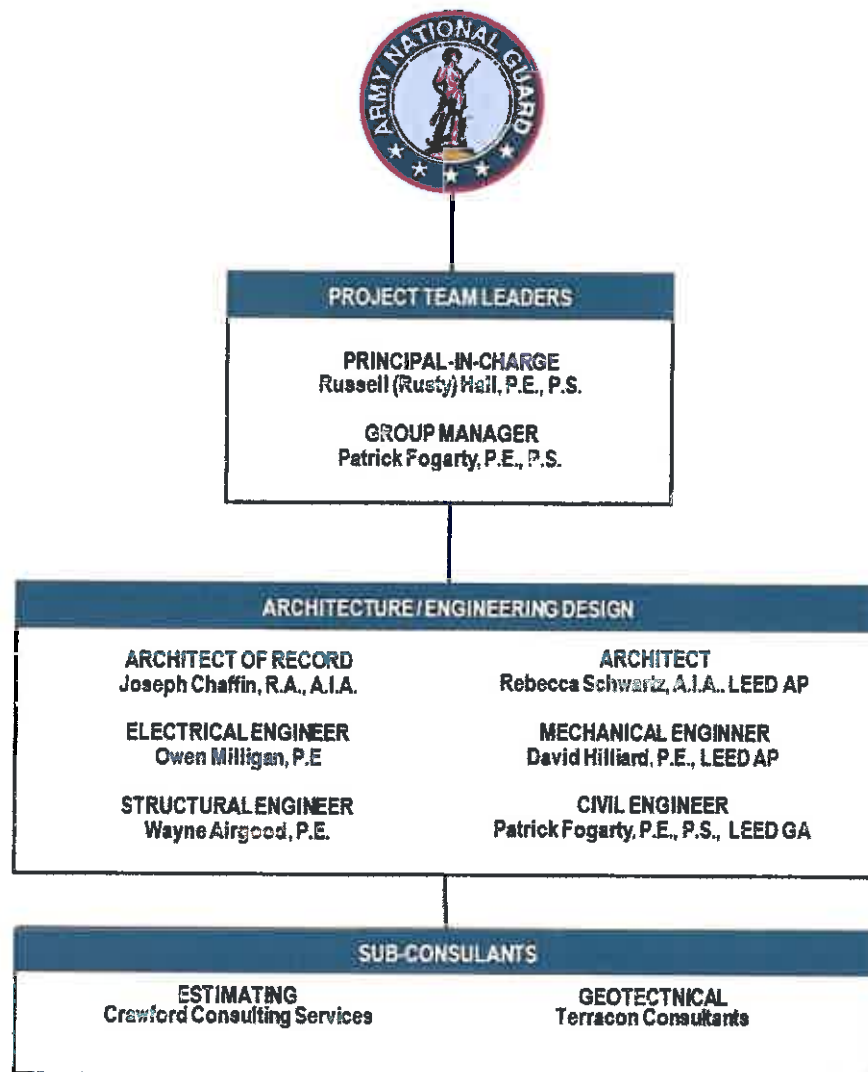 ARMY NATIONAL GUARD
PROJECT TEAM LEADERS
PRINCIPAL-IN-CHARGE
Russell (Rusty) Hall, P.E., P.S.
GROUP MANAGER
Patrick Fogarty, P.E., P.S.
ARCHITECTURE / ENGINEERING DESIGN
ARCHITECT OF RECORD
Joseph Chaffin, R.A., A.I.A.
ARCHITECT
Rebecca Schwartz, A.I.A.. LEED AP
ELECTRICAL ENGINEER
Owen Milligan, P.E
MECHANICAL ENGINNER
David Hilliard, P.E., LEED AP
STRUCTURAL ENGINEER
Wayne Airgood, P.E.
CIVIL ENGINEER
Patrick Fogarty, P.E., P.S., LEED GA
SUB-CONSULANTS
ESTIMATING
Crawford Consulting Services
GEOTECTNICAL
Terracon Consultants